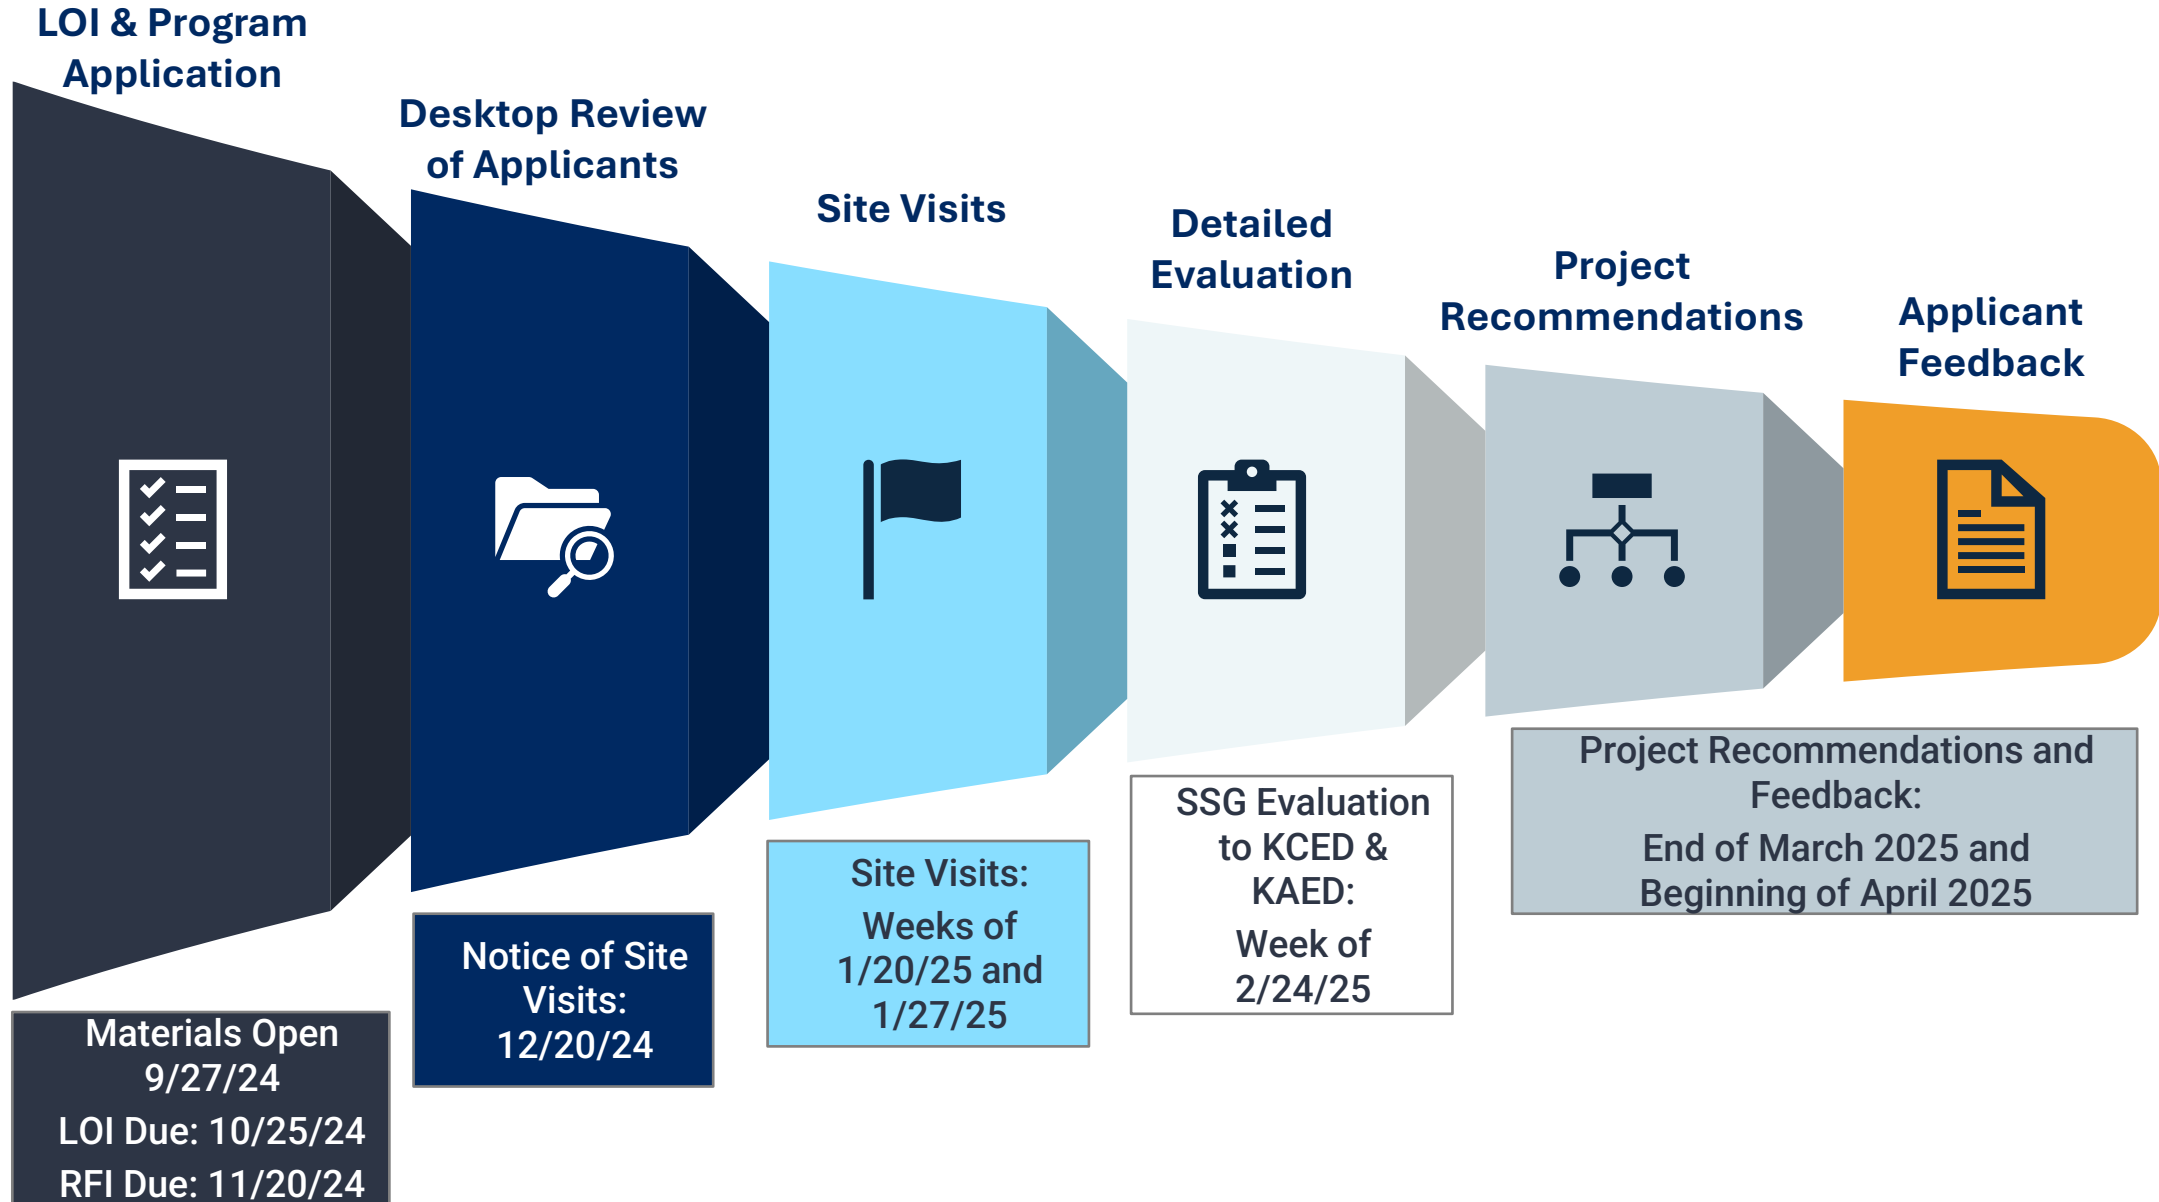 LOI & Program
Application
Desktop Review
of Applicants
Site Visits
Detailed
Evaluation
Project
Recommendations
Applicant
Feedback
Materials Open
9/27/24
LOI Due: 10/25/24
RFI Due: 11/20/24
Notice of Site
Visits:
12/20/24
Site Visits:
Weeks of
1/20/25 and
1/27/25
SSG Evaluation
to KCED &
KAED:
Week of
2/24/25
Project Recommendations and
Feedback:
End of March 2025 and
Beginning of April 2025